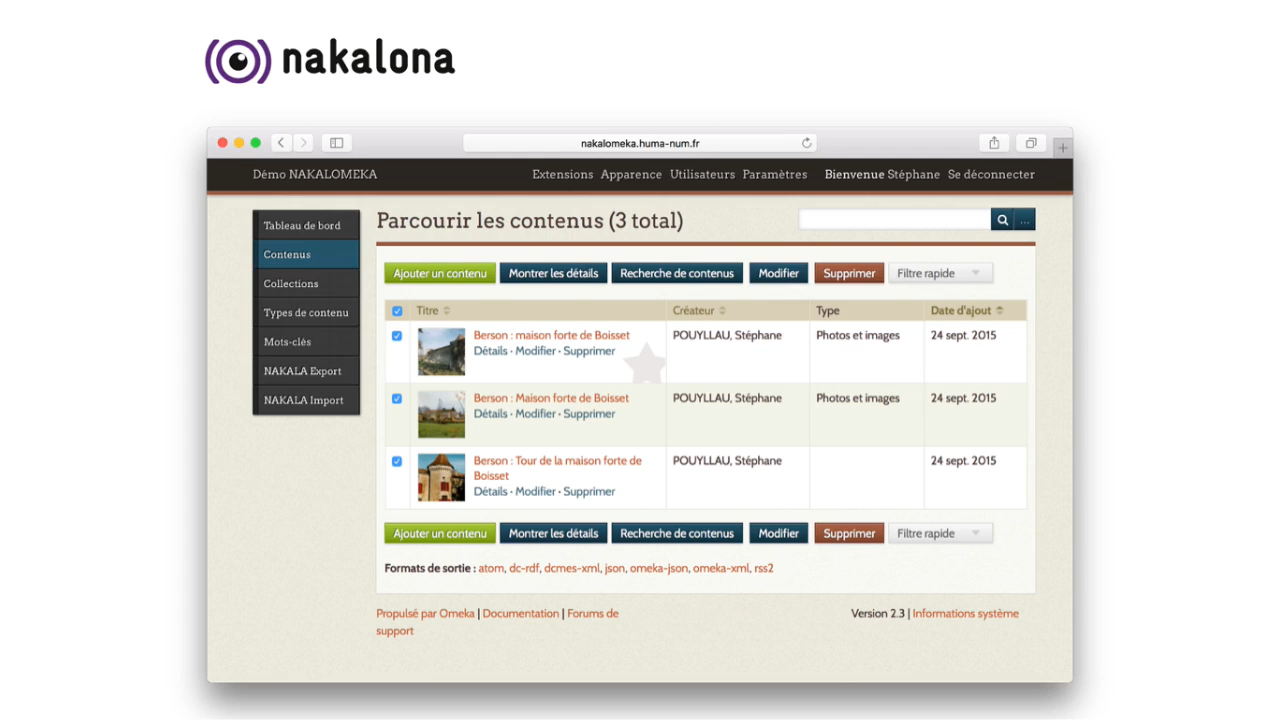 nakalona
nakalomeka.huma-num.fr
Démo NAKALOMEKA
Extensions Apparence Utilisateurs Paramètres Bienvenue Stéphane Se déconnecter
Tableau de bord
Contenus
Collections
Types de contenu
Mots-clés
NAKALA Export
NAKALA Import
Parcourir les contenus (3 total)
...
Ajouter un contenu Montrer les détails Recherche de contenus Modifier Supprimer Filtre rapide
Titre Créateur Type Date d'ajout
Berson : maison forte de Boisset POUYLLAU, Stéphane Photos et images 24 sept. 2015
Détails · Modifier · Supprimer
Berson : Maison forte de Boisset POUYLLAU, Stéphane Photos et images 24 sept. 2015
Détails · Modifier · Supprimer
Berson : Tour de la maison forte de POUYLLAU, Stéphane 24 sept. 2015
Boisset
Détails · Modifier · Supprimer
Ajouter un contenu Montrer les détails Recherche de contenus Modifier Supprimer Filtre rapide
Formats de sortie : atom, dc-rdf, dcmes-xml, json, omeka-json, omeka-xml, rss2
Propulsé par Omeka | Documentation | Forums de
support
Version 2.3 | Informations système